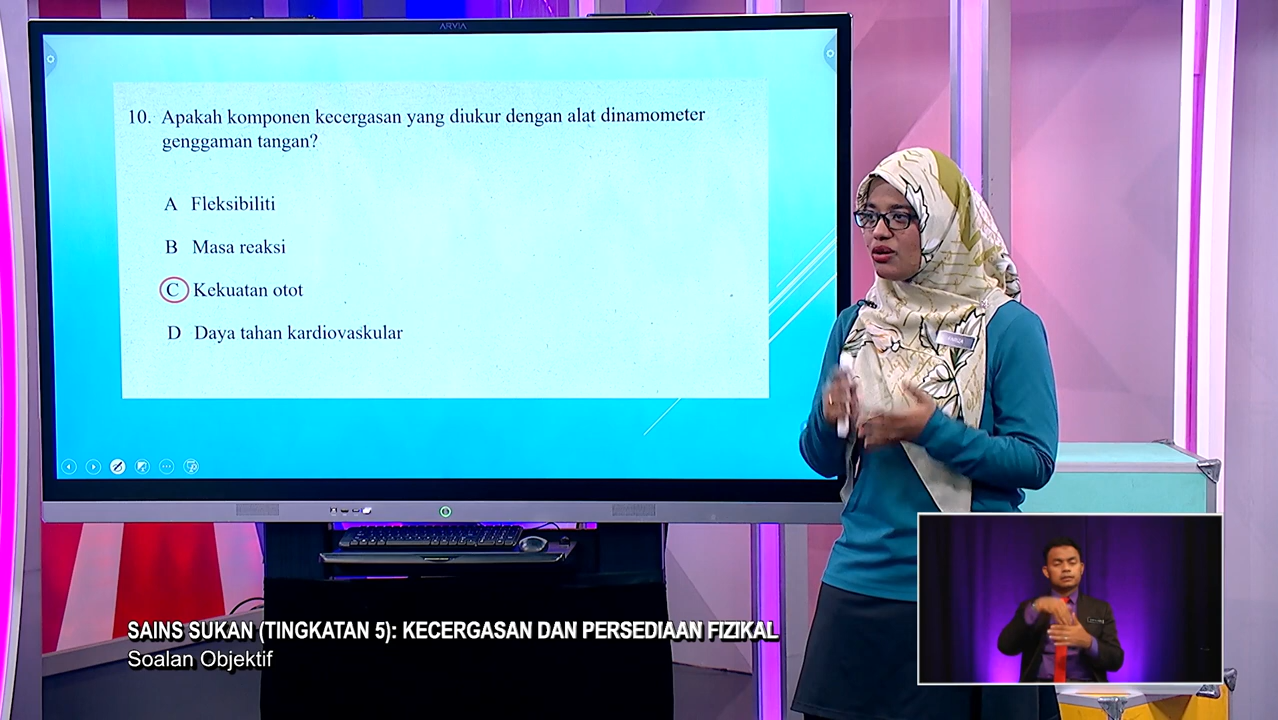 ARVIA
10. Apakah komponen kecergasan yang diukur dengan alat dinamometer
genggaman tangan?
A Fleksibiliti
B Masa reaksi
C Kekuatan otot
D Daya tahan kardiovaskular
SAINS SUKAN (TINGKATAN 5): KECERGASAN DAN PERSEDIAAN FIZIKAL
Soalan Objektif